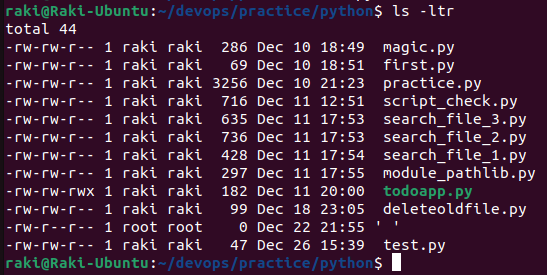 raki@Raki-Ubuntu:~/devops/practice/python$ ls -ltr
total 44
-rw-rw-r-- 1 raki raki  286 Dec 10 18:49  magic.py
-rw-rw-r-- 1 raki raki   69 Dec 10 18:51  first.py
-rw-rw-r-- 1 raki raki 3256 Dec 10 21:23  practice.py
-rw-rw-r-- 1 raki raki  716 Dec 11 12:51  script_check.py
-rw-rw-r-- 1 raki raki  635 Dec 11 17:53  search_file_3.py
-rw-rw-r-- 1 raki raki  736 Dec 11 17:53  search_file_2.py
-rw-rw-r-- 1 raki raki  428 Dec 11 17:54  search_file_1.py
-rw-rw-r-- 1 raki raki  297 Dec 11 17:55  module_pathlib.py
-rw-rw-rwx 1 raki raki  182 Dec 11 20:00  todoapp.py
-rw-rw-r-- 1 raki raki   99 Dec 18 23:05  deleteoldfile.py
-rw-r--r-- 1 root root    0 Dec 22 21:55 ' '
-rw-rw-r-- 1 raki raki   47 Dec 26 15:39  test.py
raki@Raki-Ubuntu:~/devops/practice/python$